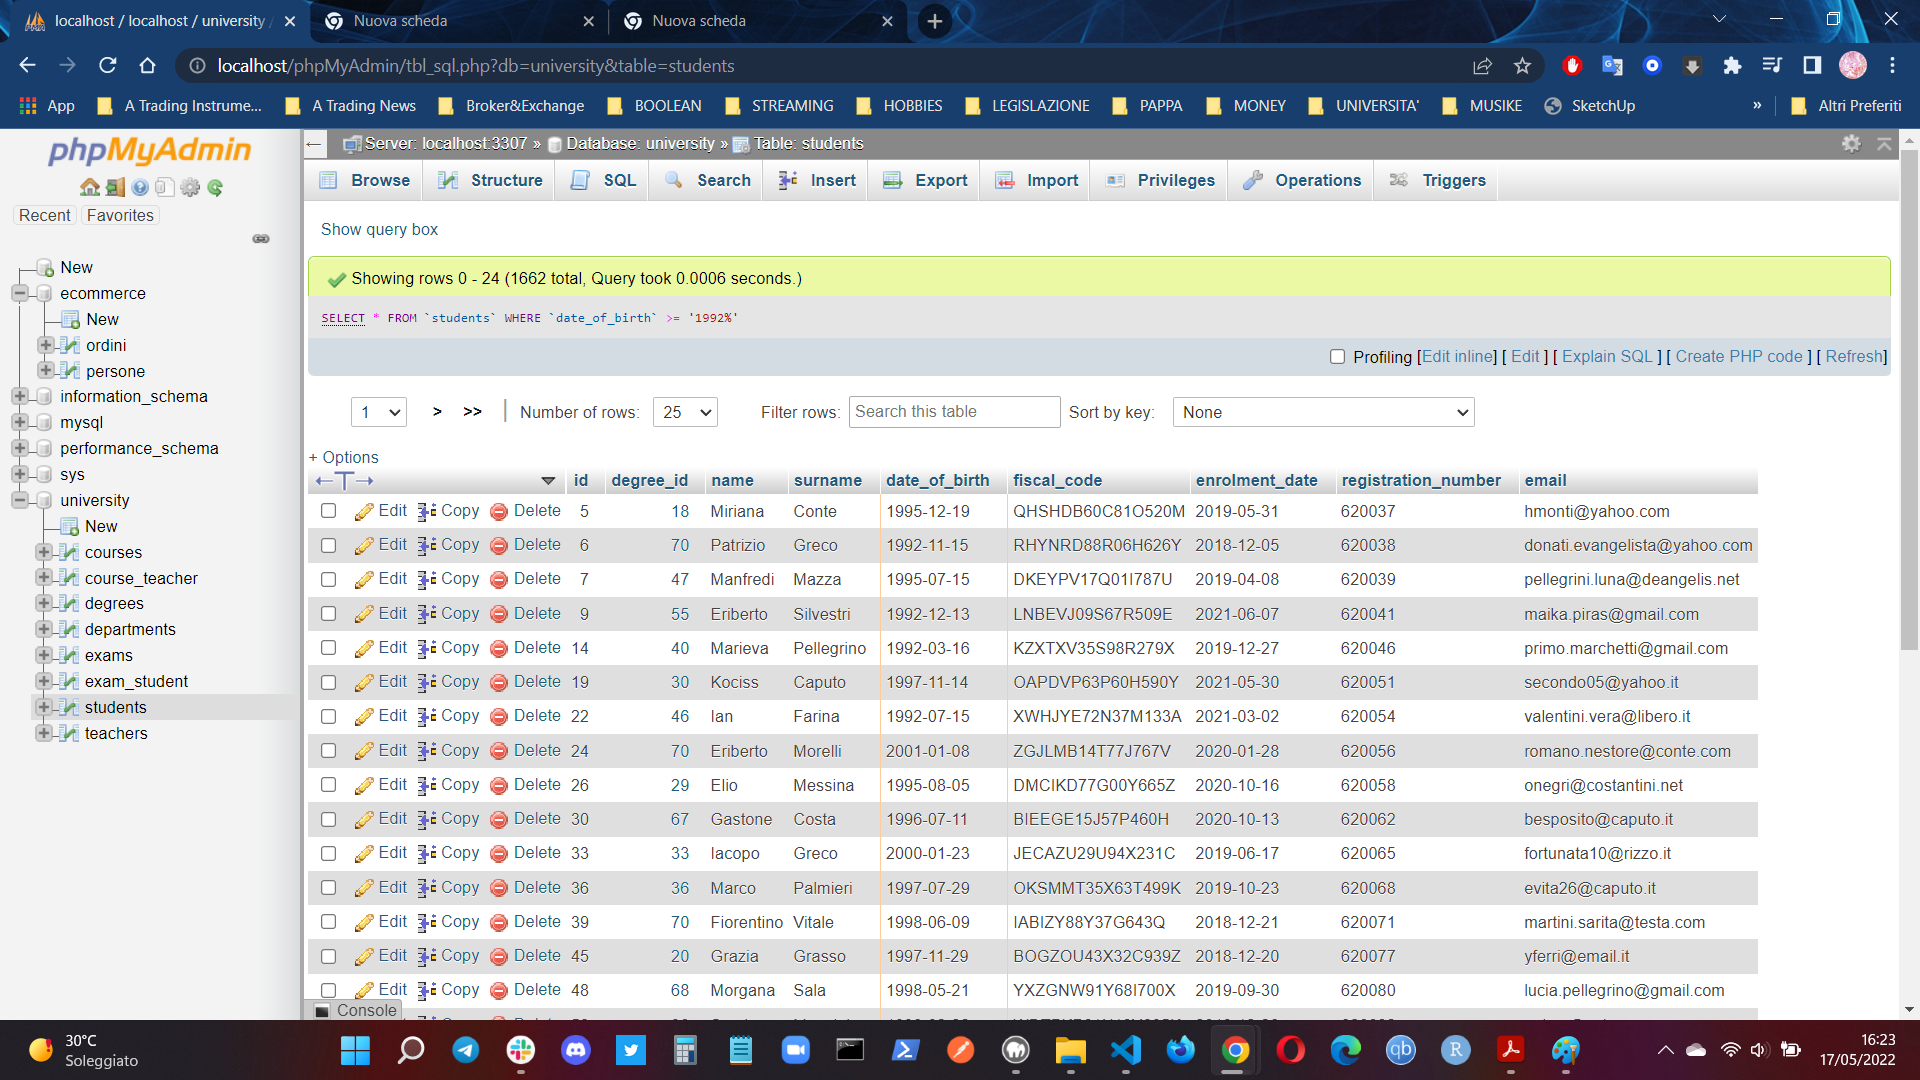 localhost / localhost / university /
Nuova scheda
Nuova scheda
localhost/phpMyAdmin/tbl_sql.php?db=university&table=students
App
A Trading Instrume...
A Trading News
Broker&Exchange
BOOLEAN
STREAMING
HOBBIES
LEGISLAZIONE
PAPPA
MONEY
UNIVERSITA'
MUSIKE
SketchUp
»
Altri Preferiti
phpMyAdmin
Recent
Favorites
New
ecommerce
New
ordini
persone
information_schema
mysql
performance_schema
sys
university
New
courses
course_teacher
degrees
departments
exams
exam_student
students
teachers
Server: localhost:3307 » Database: university » Table: students
Browse Structure SQL Search Insert Export Import Privileges Operations Triggers
Show query box
Showing rows 0 - 24 (1662 total, Query took 0.0006 seconds.)
SELECT * FROM `students` WHERE `date_of_birth` >= '1992%'
Profiling [Edit inline] [ Edit ] [ Explain SQL ] [ Create PHP code ] [ Refresh]
1 > >> Number of rows: 25 Filter rows: Search this table Sort by key: None
+ Options
←T→ id degree_id name surname date_of_birth fiscal_code enrolment_date registration_number email
Edit Copy Delete 5 18 Miriana Conte 1995-12-19 QHSHDB60C81O520M 2019-05-31 620037 hmonti@yahoo.com
Edit Copy Delete 6 70 Patrizio Greco 1992-11-15 RHYNRD88R06H626Y 2018-12-05 620038 donati.evangelista@yahoo.com
Edit Copy Delete 7 47 Manfredi Mazza 1995-07-15 DKEYPV17Q01I787U 2019-04-08 620039 pellegrini.luna@deangelis.net
Edit Copy Delete 9 55 Eriberto Silvestri 1992-12-13 LNBEVJ09S67R509E 2021-06-07 620041 maika.piras@gmail.com
Edit Copy Delete 14 40 Marieva Pellegrino 1992-03-16 KZXTXV35S98R279X 2019-12-27 620046 primo.marchetti@gmail.com
Edit Copy Delete 19 30 Kociss Caputo 1997-11-14 OAPDVP63P60H590Y 2021-05-30 620051 secondo05@yahoo.it
Edit Copy Delete 22 46 Ian Farina 1992-07-15 XWHJYE72N37M133A 2021-03-02 620054 valentini.vera@libero.it
Edit Copy Delete 24 70 Eriberto Morelli 2001-01-08 ZGJLMB14T77J767V 2020-01-28 620056 romano.nestore@conte.com
Edit Copy Delete 26 29 Elio Messina 1995-08-05 DMCIKD77G00Y665Z 2020-10-16 620058 onegri@costantini.net
Edit Copy Delete 30 67 Gastone Costa 1996-07-11 BIEEGE15J57P460H 2020-10-13 620062 besposito@caputo.it
Edit Copy Delete 33 33 Iacopo Greco 2000-01-23 JECAZU29U94X231C 2019-06-17 620065 fortunata10@rizzo.it
Edit Copy Delete 36 36 Marco Palmieri 1997-07-29 OKSMMT35X63T499K 2019-10-23 620068 evita26@caputo.it
Edit Copy Delete 39 70 Fiorentino Vitale 1998-06-09 IABIZY88Y37G643Q 2018-12-21 620071 martini.sarita@testa.com
Edit Copy Delete 45 20 Grazia Grasso 1997-11-29 BOGZOU43X32C939Z 2018-12-20 620077 yferri@email.it
Edit Copy Delete 48 68 Morgana Sala 1998-05-21 YXZGNW91Y68I700X 2019-09-30 620080 lucia.pellegrino@gmail.com
Console
30°C
Soleggiato
qb
R
16:23
17/05/2022